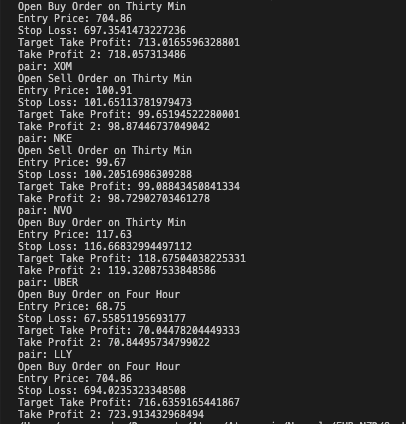 Open Buy Order on Thirty Min
Entry Price: 704.86
Stop Loss: 697.3541473227236
Target Take Profit: 713.0165596328801
Take Profit 2: 718.057313486
pair: XOM
Open Sell Order on Thirty Min
Entry Price: 100.91
Stop Loss: 101.65113781979473
Target Take Profit: 99.65194522280001
Take Profit 2: 98.87446737049042
pair: NKE
Open Sell Order on Thirty Min
Entry Price: 99.67
Stop Loss: 100.20516986309288
Target Take Profit: 99.08843450841334
Take Profit 2: 98.72902703461278
pair: NVO
Open Buy Order on Thirty Min
Entry Price: 117.63
Stop Loss: 116.66832994497112
Target Take Profit: 118.67504038225331
Take Profit 2: 119.32087533848586
pair: UBER
Open Buy Order on Four Hour
Entry Price: 68.75
Stop Loss: 67.55851195693177
Target Take Profit: 70.04478204449333
Take Profit 2: 70.84495734799022
pair: LLY
Open Buy Order on Four Hour
Entry Price: 704.86
Stop Loss: 694.0235323348508
Target Take Profit: 716.6359165441867
Take Profit 2: 723.913432968494